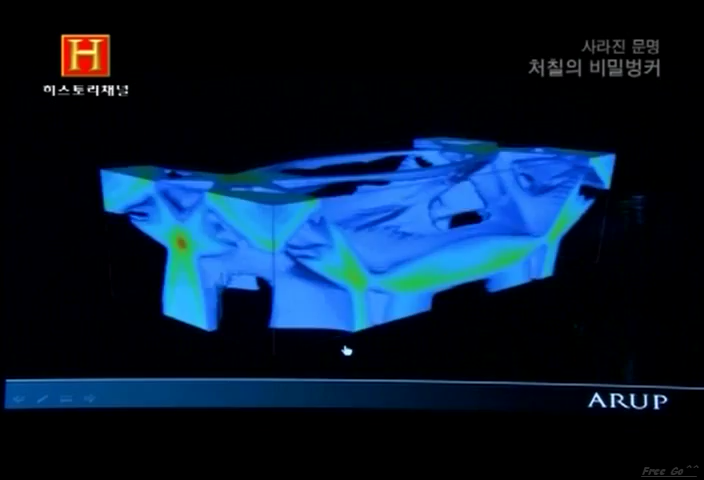 H
히스토리채널
사라진 문명
처칠의 비밀벙커
ARUP
Free Go^^